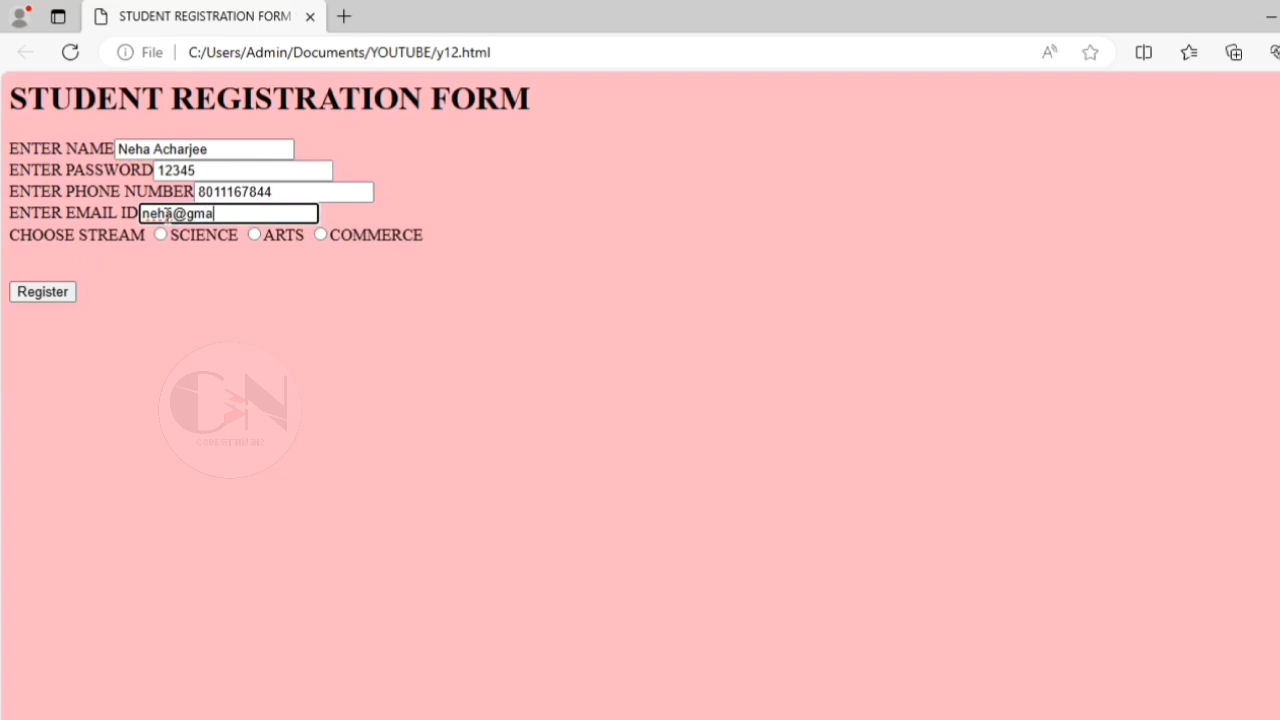 STUDENT REGISTRATION FORM
File
C:/Users/Admin/Documents/YOUTUBE/y12.html
STUDENT REGISTRATION FORM
ENTER NAME Neha Acharjee
ENTER PASSWORD 12345
ENTER PHONE NUMBER 8011167844
ENTER EMAIL ID neha@gma
CHOOSE STREAM SCIENCE ARTS COMMERCE
Register